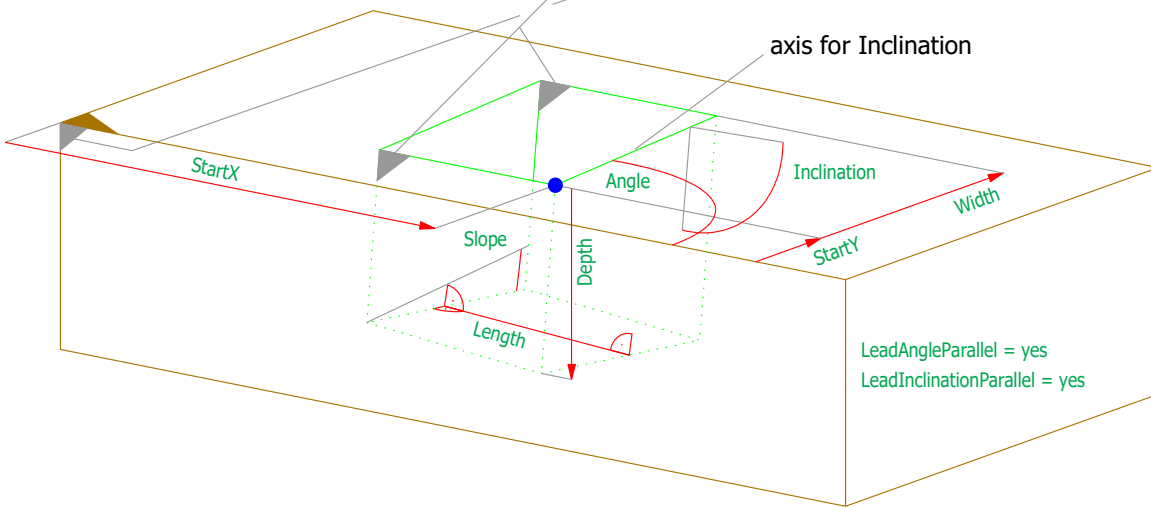 axis for Inclination
StartX
Angle
Inclination
Width
Slope
Depth
StartY
Length
LeadAngleParallel = yes
LeadInclinationParallel = yes